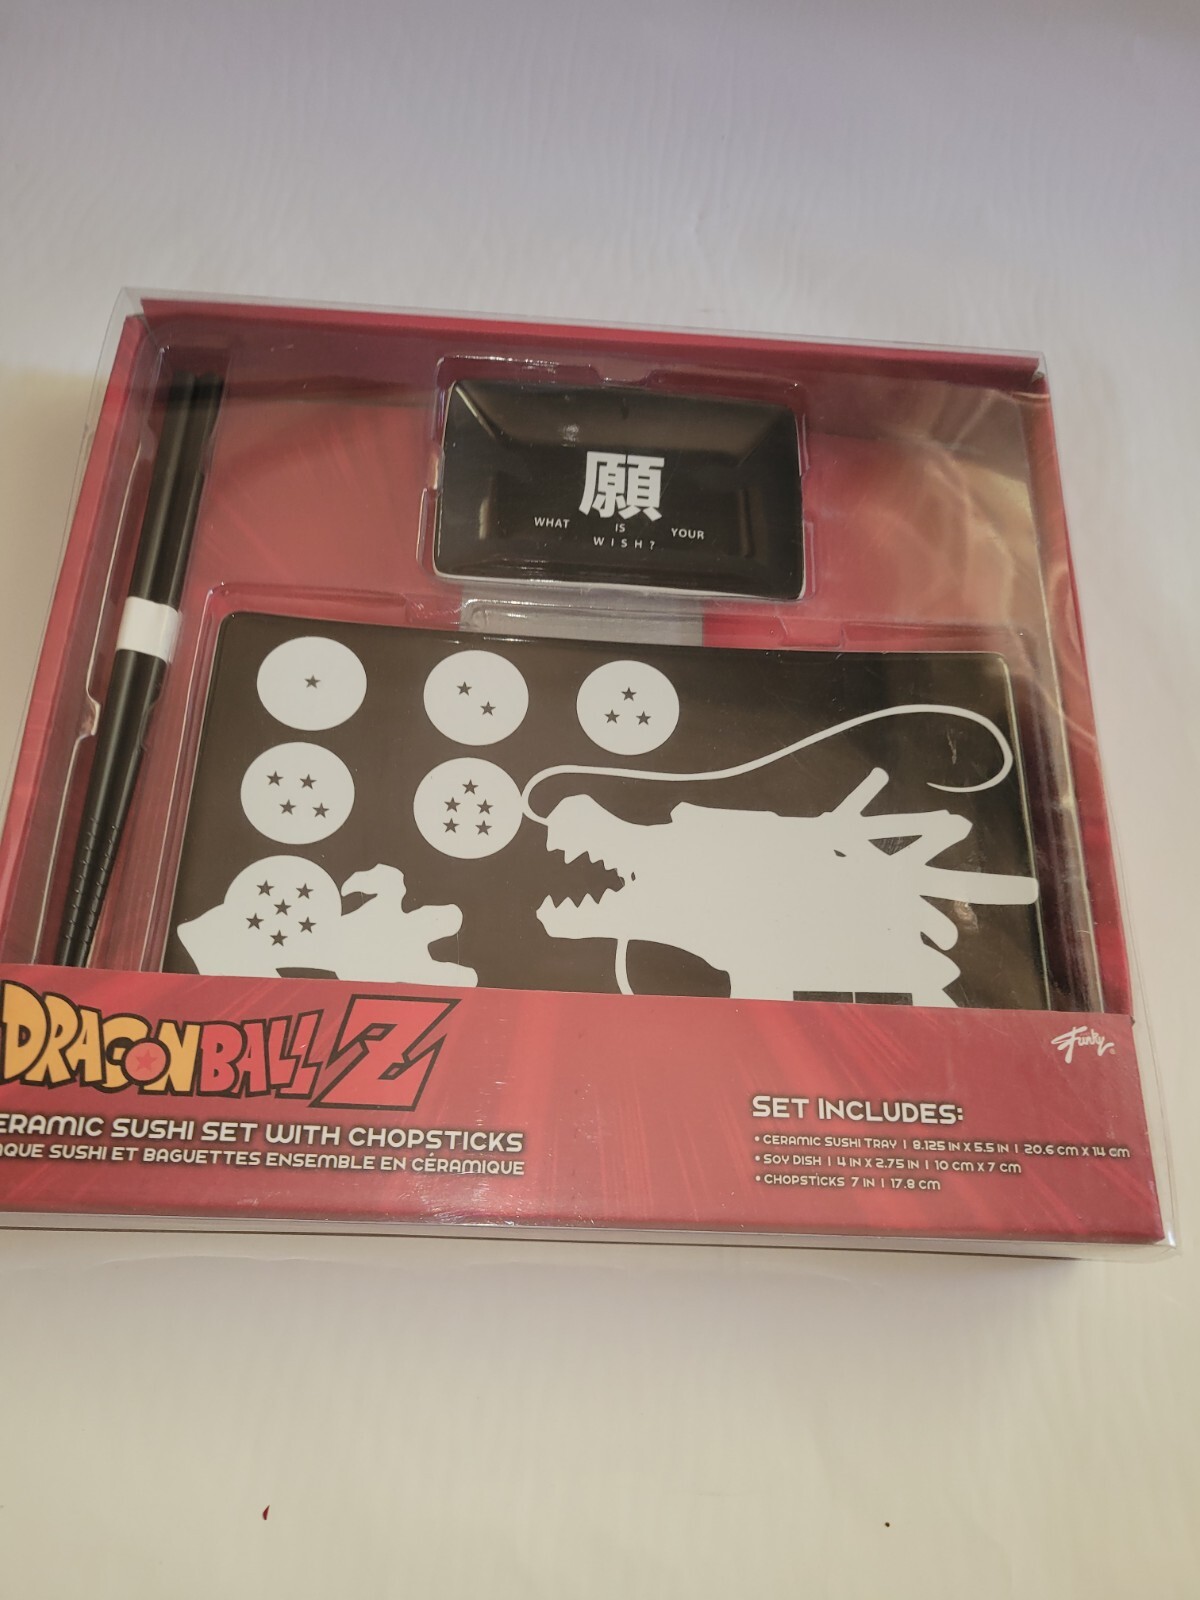 願
WHAT IS YOUR
WISH?
DRAGONBALL Z
ERAMIC SUSHI SET WITH CHOPSTICKS
QUE SUSHI ET BAGUETTES ENSEMBLE EN CÉRAMIQUE
Funky
SET INCLUDES:
• CERAMIC SUSHI TRAY | 8.125 IN X 5.5 IN | 20.6 CM X 14 CM
• SOY DISH | 4 IN X 2.75 IN | 10 CM X 7 CM
• CHOPSTICKS 7 IN | 17.8 CM